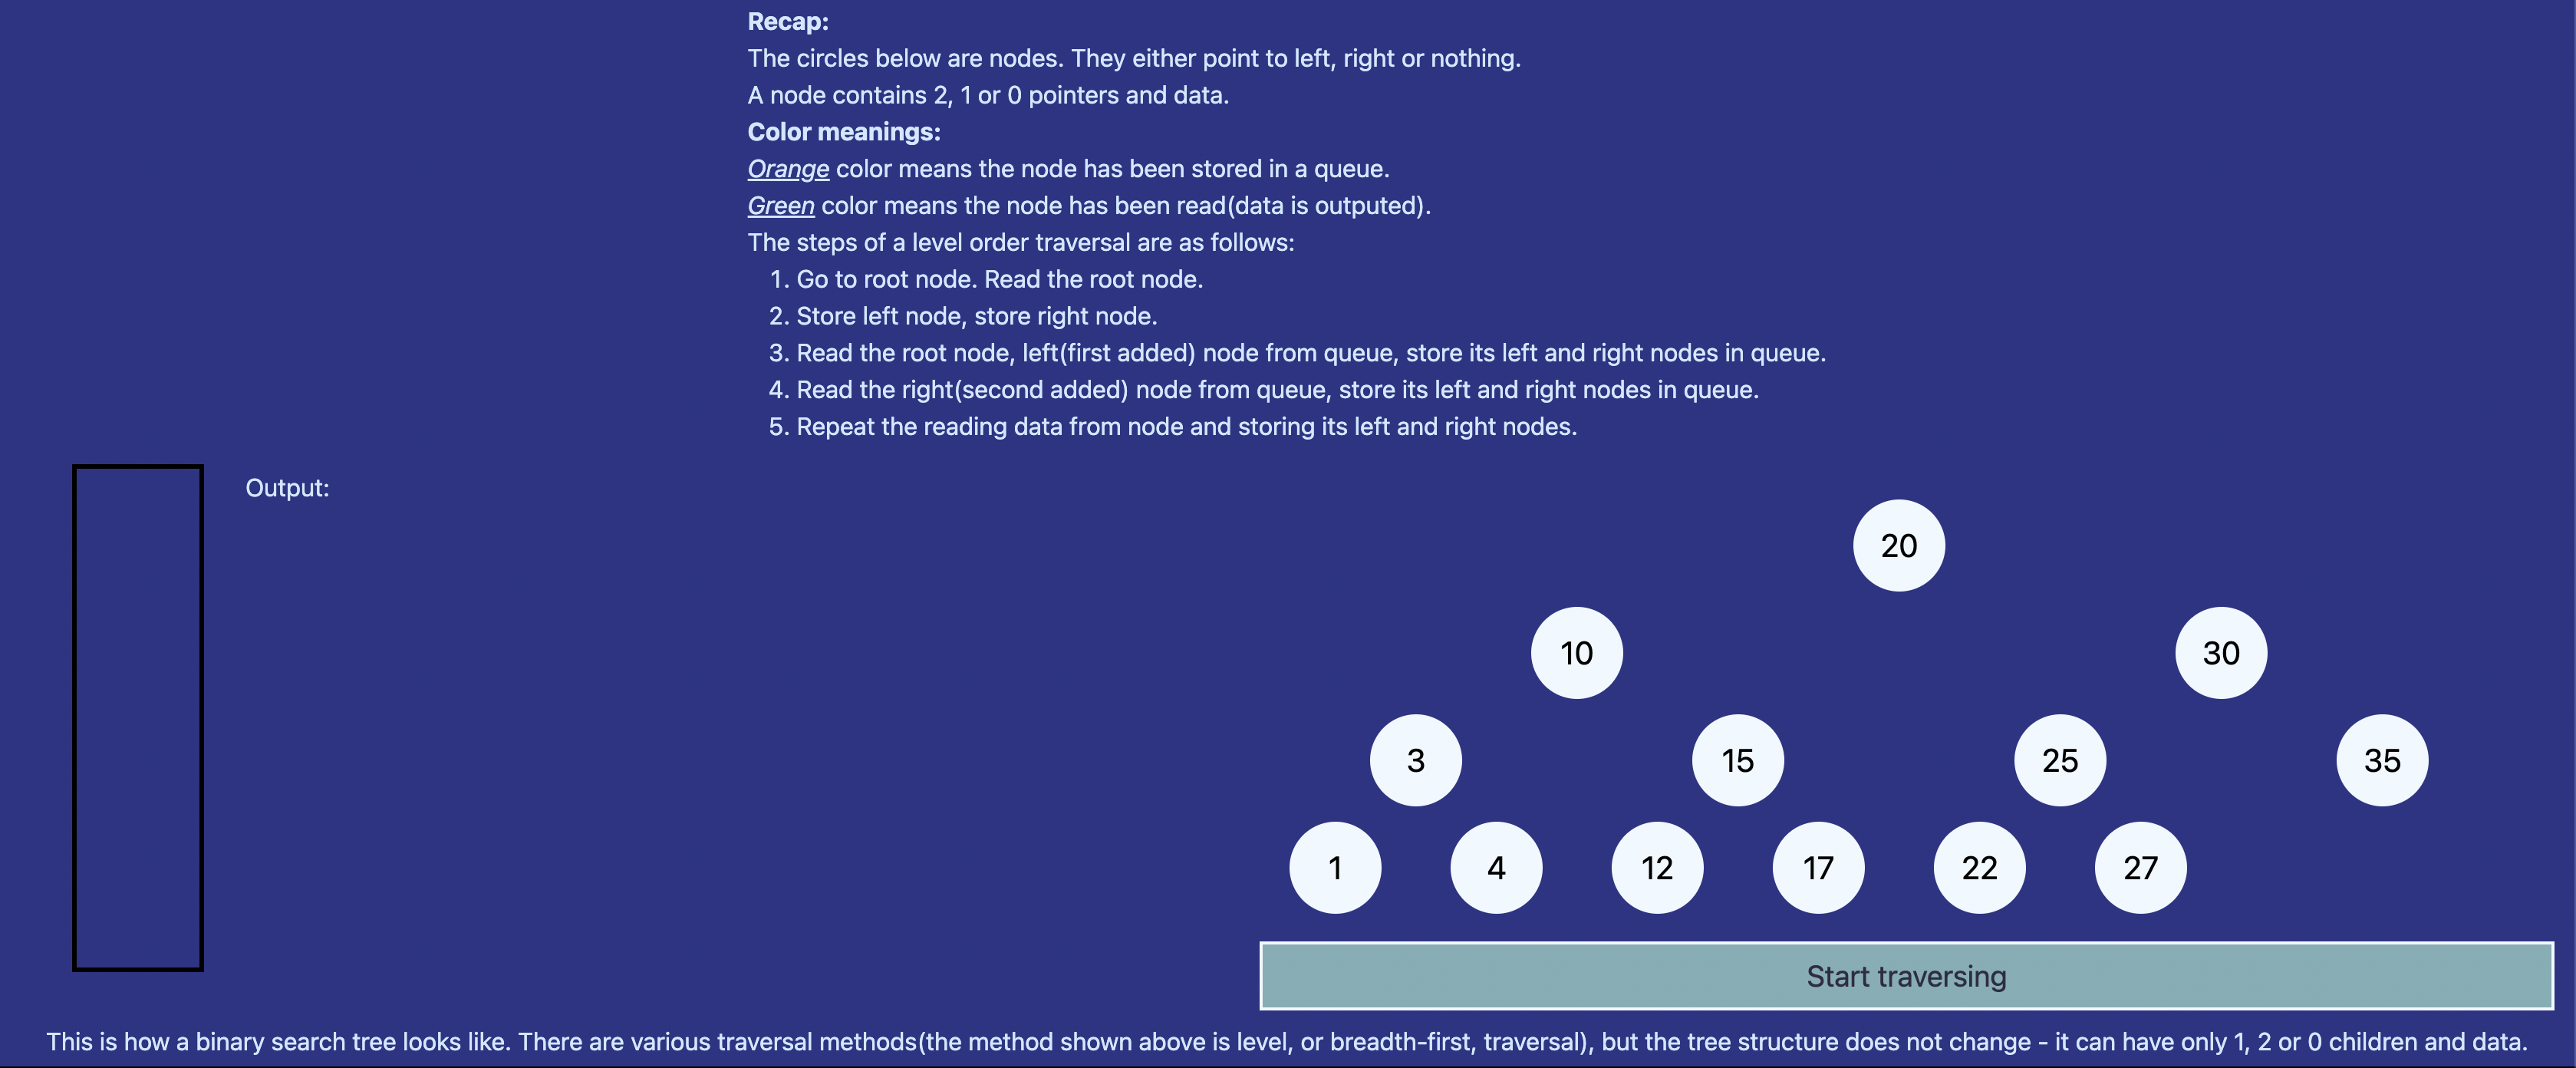 Recap:
The circles below are nodes. They either point to left, right or nothing.
A node contains 2, 1 or 0 pointers and data.
Color meanings:
Orange color means the node has been stored in a queue.
Green color means the node has been read(data is outputed).
The steps of a level order traversal are as follows:
1. Go to root node. Read the root node.
2. Store left node, store right node.
3. Read the root node, left(first added) node from queue, store its left and right nodes in queue.
4. Read the right(second added) node from queue, store its left and right nodes in queue.
5. Repeat the reading data from node and storing its left and right nodes.
Output:
20
10 30
3 15 25 35
1 4 12 17 22 27
Start traversing
This is how a binary search tree looks like. There are various traversal methods(the method shown above is level, or breadth-first, traversal), but the tree structure does not change - it can have only 1, 2 or 0 children and data.